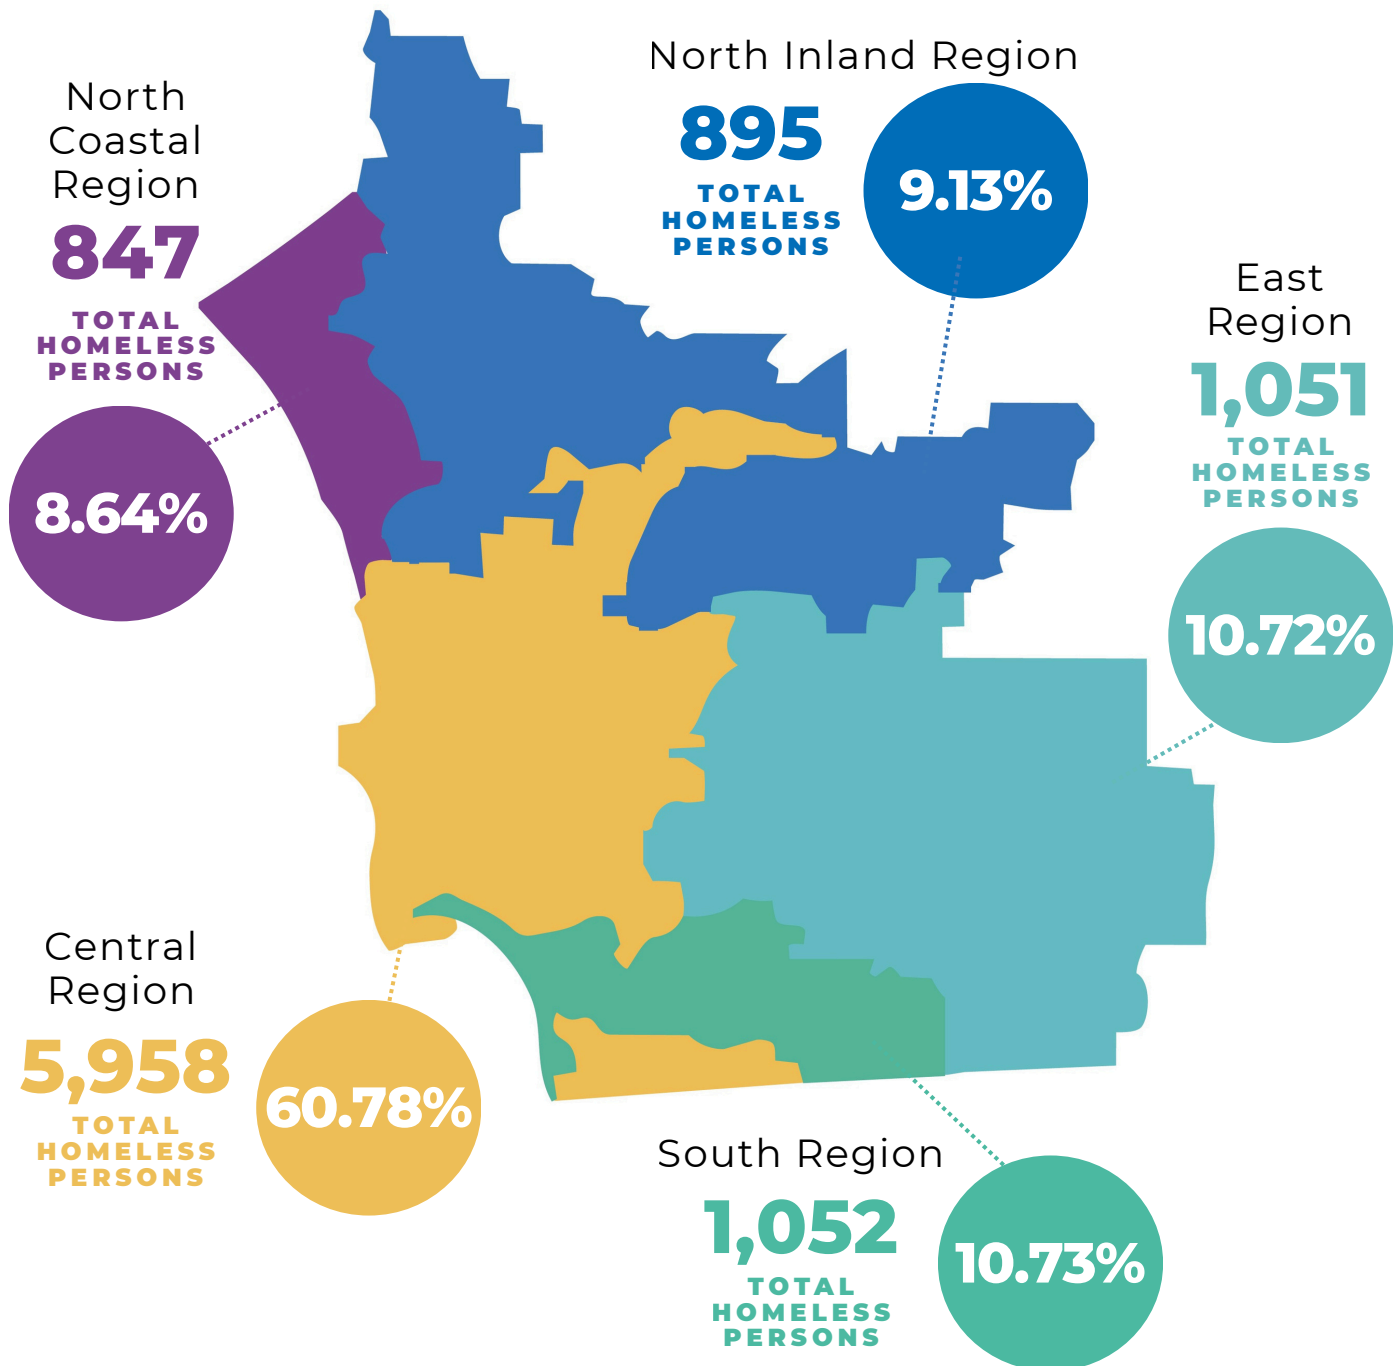 North Inland Region
895
TOTAL
HOMELESS
PERSONS
9.13%
North
Coastal
Region
847
TOTAL
HOMELESS
PERSONS
8.64%
East
Region
1,051
TOTAL
HOMELESS
PERSONS
10.72%
Central
Region
5,958
TOTAL
HOMELESS
PERSONS
60.78%
South Region
1,052
TOTAL
HOMELESS
PERSONS
10.73%